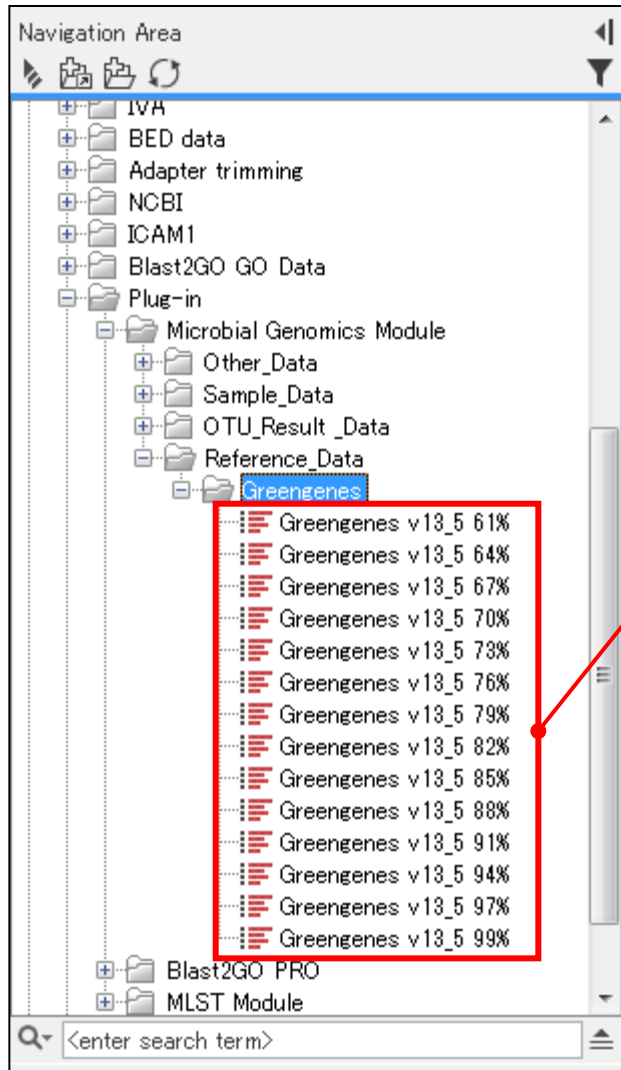 Navigation Area
IVA
BED data
Adapter trimming
NCBI
ICAM1
Blast2GO GO Data
Plug-in
Microbial Genomics Module
Other_Data
Sample_Data
OTU_Result _Data
Reference_Data
Greengenes
Greengenes v13_5 61%
Greengenes v13_5 64%
Greengenes v13_5 67%
Greengenes v13_5 70%
Greengenes v13_5 73%
Greengenes v13_5 76%
Greengenes v13_5 79%
Greengenes v13_5 82%
Greengenes v13_5 85%
Greengenes v13_5 88%
Greengenes v13_5 91%
Greengenes v13_5 94%
Greengenes v13_5 97%
Greengenes v13_5 99%
Blast2GO PRO
MLST Module
<enter search term>